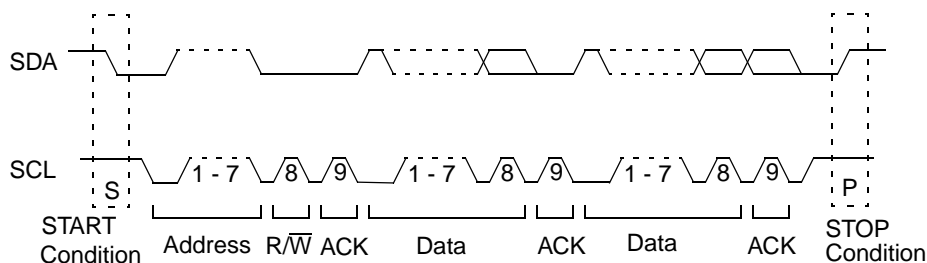 SDA
SCL
1 - 7 8 9 1 - 7 8 9 1 - 7 8 9
S P
START Condition
Address R/W̅ ACK Data ACK Data ACK
STOP Condition